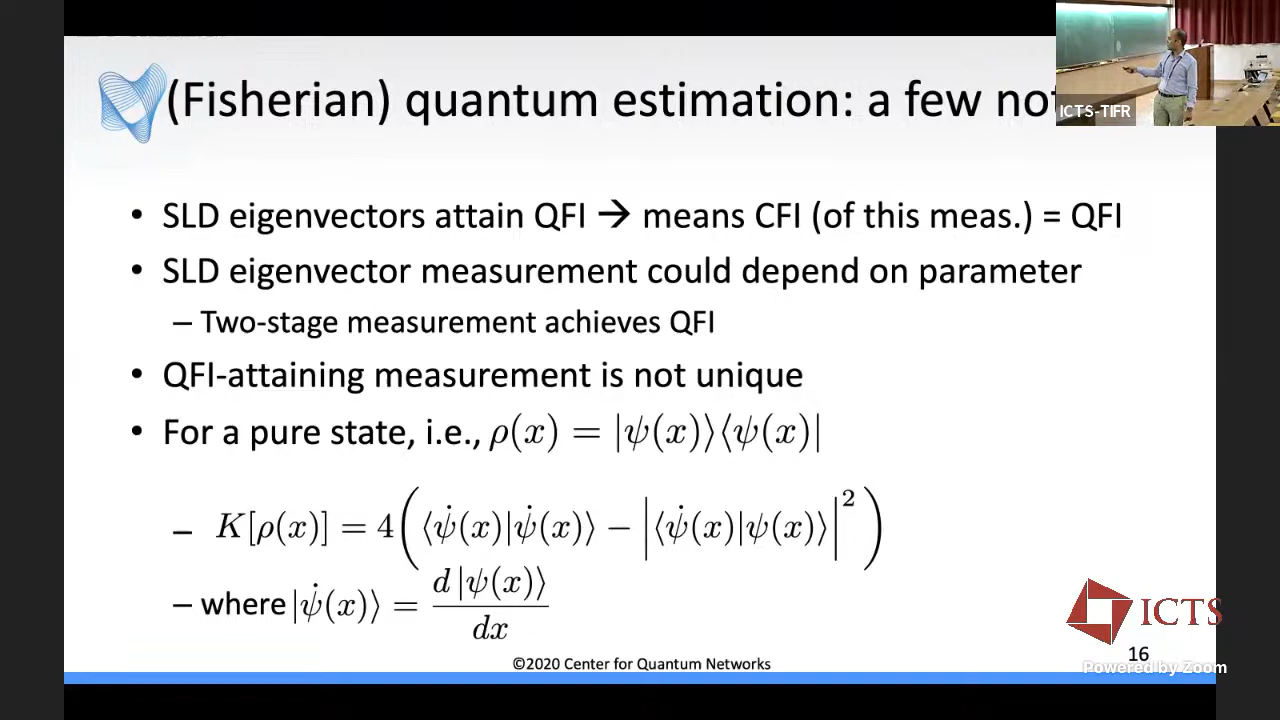 (Fisherian) quantum estimation: a few
ICTS-TIFR
• SLD eigenvectors attain QFI → means CFI (of this meas.) = QFI
• SLD eigenvector measurement could depend on parameter
– Two-stage measurement achieves QFI
• QFI-attaining measurement is not unique
• For a pure state, i.e., ρ(x) = |ψ(x)⟩⟨ψ(x)|
– K[ρ(x)] = 4(⟨ψ̇(x)|ψ̇(x)⟩ − |⟨ψ̇(x)|ψ(x)⟩|²)
– where |ψ̇(x)⟩ = d|ψ(x)⟩/dx
ICTS
©2020 Center for Quantum Networks
16
Powered by Zoom